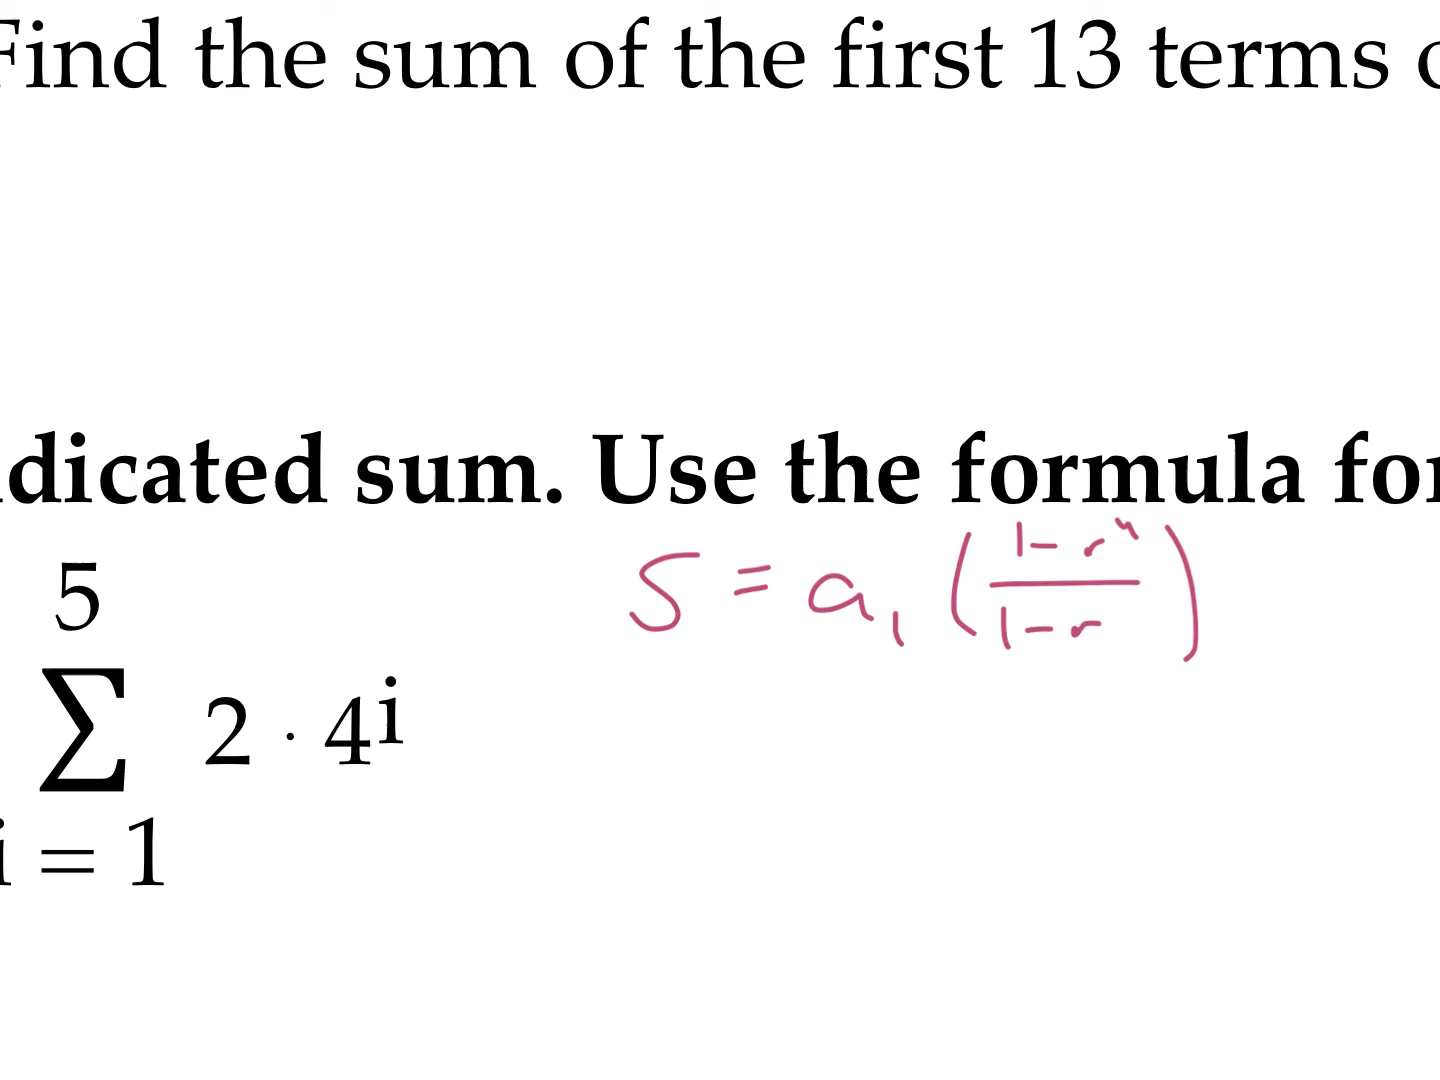 Find the sum of the first 13 terms
dicated sum. Use the formula for
5
S = a₁ (1 - rⁿ / 1 - r)
∑ 2 · 4ⁱ
i = 1